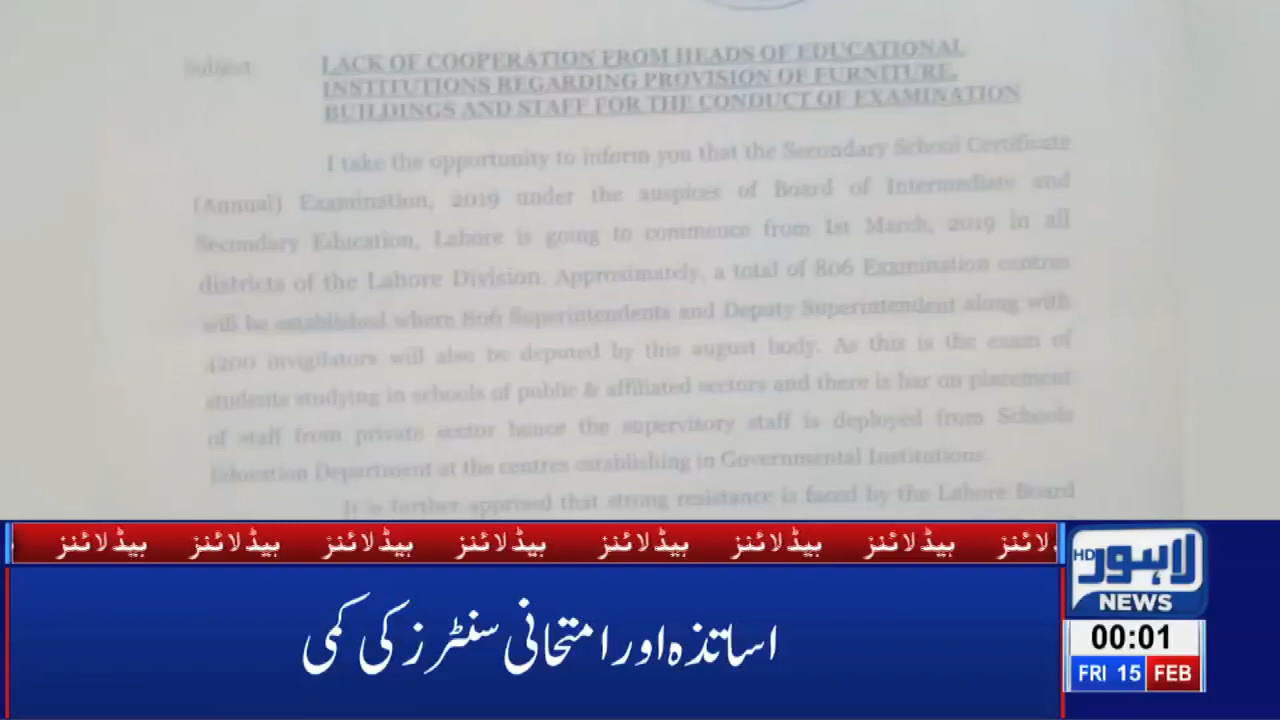 Subject:
LACK OF COOPERATION FROM HEADS OF EDUCATIONAL
INSTITUTIONS REGARDING PROVISION OF FURNITURE,
BUILDINGS AND STAFF FOR THE CONDUCT OF EXAMINATION
I take the opportunity to inform you that the Secondary School Certificate
(Annual) Examination, 2019 under the auspices of Board of Intermediate and
Secondary Education, Lahore is going to commence from 1st March, 2019 in all
districts of the Lahore Division. Approximately, a total of 806 Examination centres
will be established where 806 Superintendents and Deputy Superintendent along with
4200 invigilators will also be deputed by this august body. As this is the exam of
students studying in schools of public & affiliated sectors and there is bar on placement
of staff from private sector hence the supervisory staff is deployed from Schools
Education Department at the centres establishing in Governmental Institutions.
It is further apprised that strong resistance is faced by the Lahore Board
ہیڈلائنز ہیڈلائنز ہیڈلائنز ہیڈلائنز ہیڈلائنز ہیڈلائنز ہیڈلائنز لائنز
اساتذہ اور امتحانی سنٹرز کی کمی
لاہور HD
NEWS
00:01
FRI 15 FEB